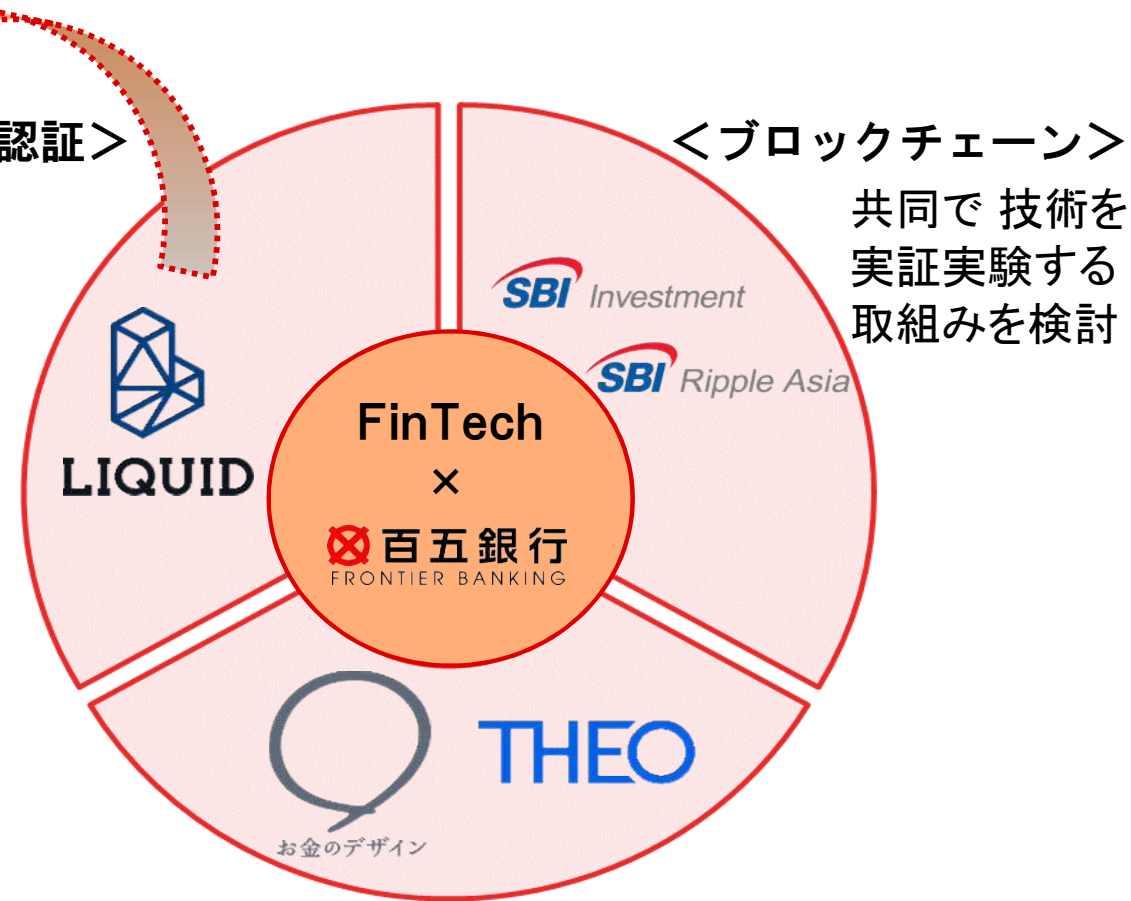 認証＞
＜ブロックチェーン＞
共同で 技術を
実証実験する
取組みを検討
SBI Investment
SBI Ripple Asia
LIQUID
FinTech
×
百五銀行
FRONTIER BANKING
お金のデザイン
THEO